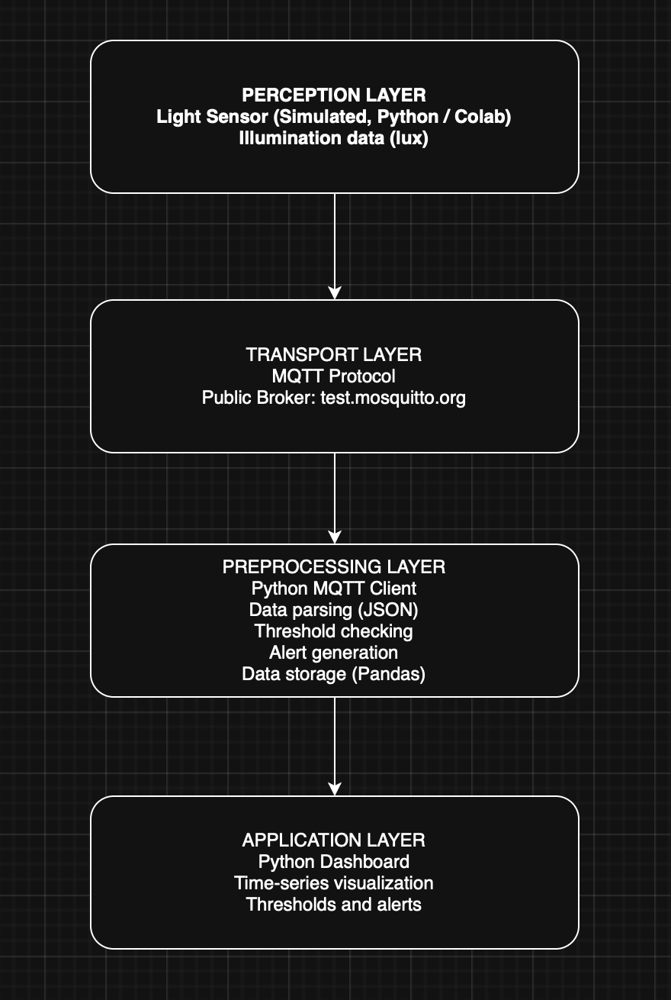 PERCEPTION LAYER
Light Sensor (Simulated, Python / Colab)
Illumination data (lux)
TRANSPORT LAYER
MQTT Protocol
Public Broker: test.mosquitto.org
PREPROCESSING LAYER
Python MQTT Client
Data parsing (JSON)
Threshold checking
Alert generation
Data storage (Pandas)
APPLICATION LAYER
Python Dashboard
Time-series visualization
Thresholds and alerts